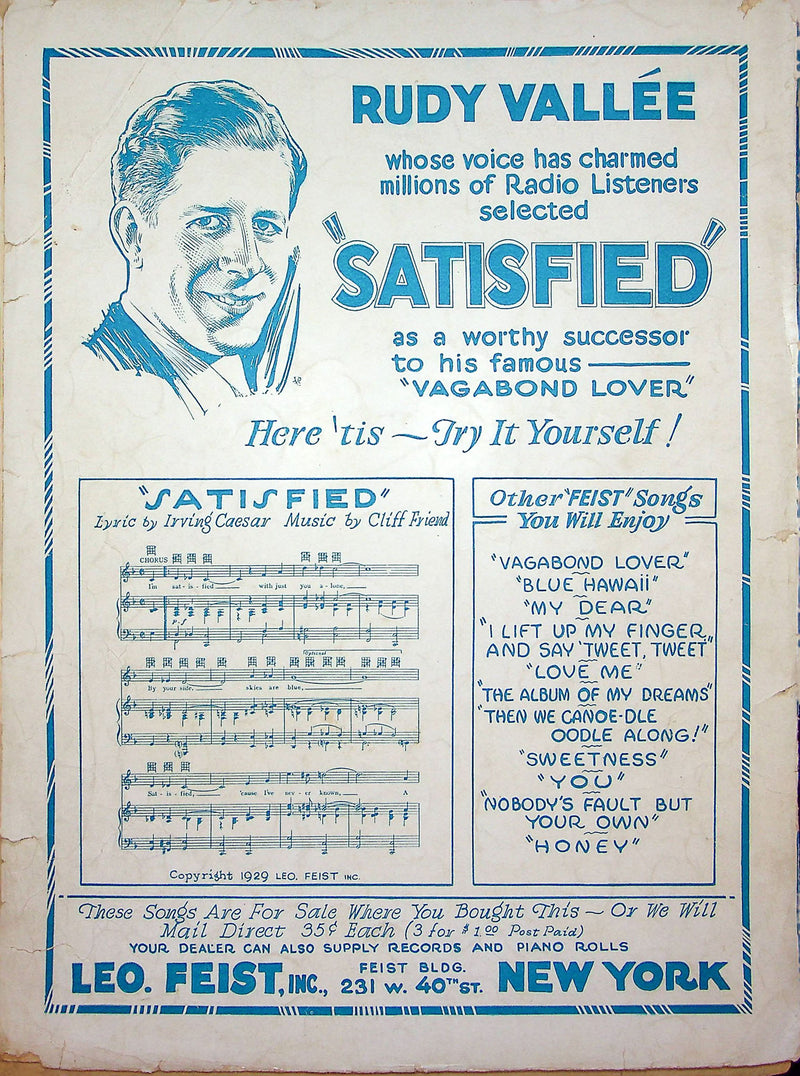 RUDY VALLÉE
whose voice has charmed
millions of Radio Listeners
selected
"SATISFIED"
as a worthy successor
to his famous
"VAGABOND LOVER"
Here 'tis — Try It Yourself!
"SATISFIED"
Lyric by Irving Caesar Music by Cliff Friend
CHORUS
I'm sat - is - fied with just you a - lone,
Optional
By your side, skies are blue,
Sat - is - fied, 'cause I've nev - er known, A
Copyright 1929 LEO. FEIST INC.
Other "FEIST" Songs
You Will Enjoy
"VAGABOND LOVER"
"BLUE HAWAii"
"MY DEAR"
"I LIFT UP MY FINGER
AND SAY 'TWEET, TWEET"
"LOVE ME"
"THE ALBUM OF MY DREAMS"
"THEN WE CANOE-DLE
OODLE ALONG!"
"SWEETNESS"
"YOU"
"NOBODY'S FAULT BUT
YOUR OWN"
"HONEY"
These Songs Are For Sale Where You Bought This — Or We Will
Mail Direct 35¢ Each (3 for $1.00 Post Paid)
YOUR DEALER CAN ALSO SUPPLY RECORDS AND PIANO ROLLS
LEO. FEIST, INC., FEIST BLDG. 231 W. 40TH ST. NEW YORK